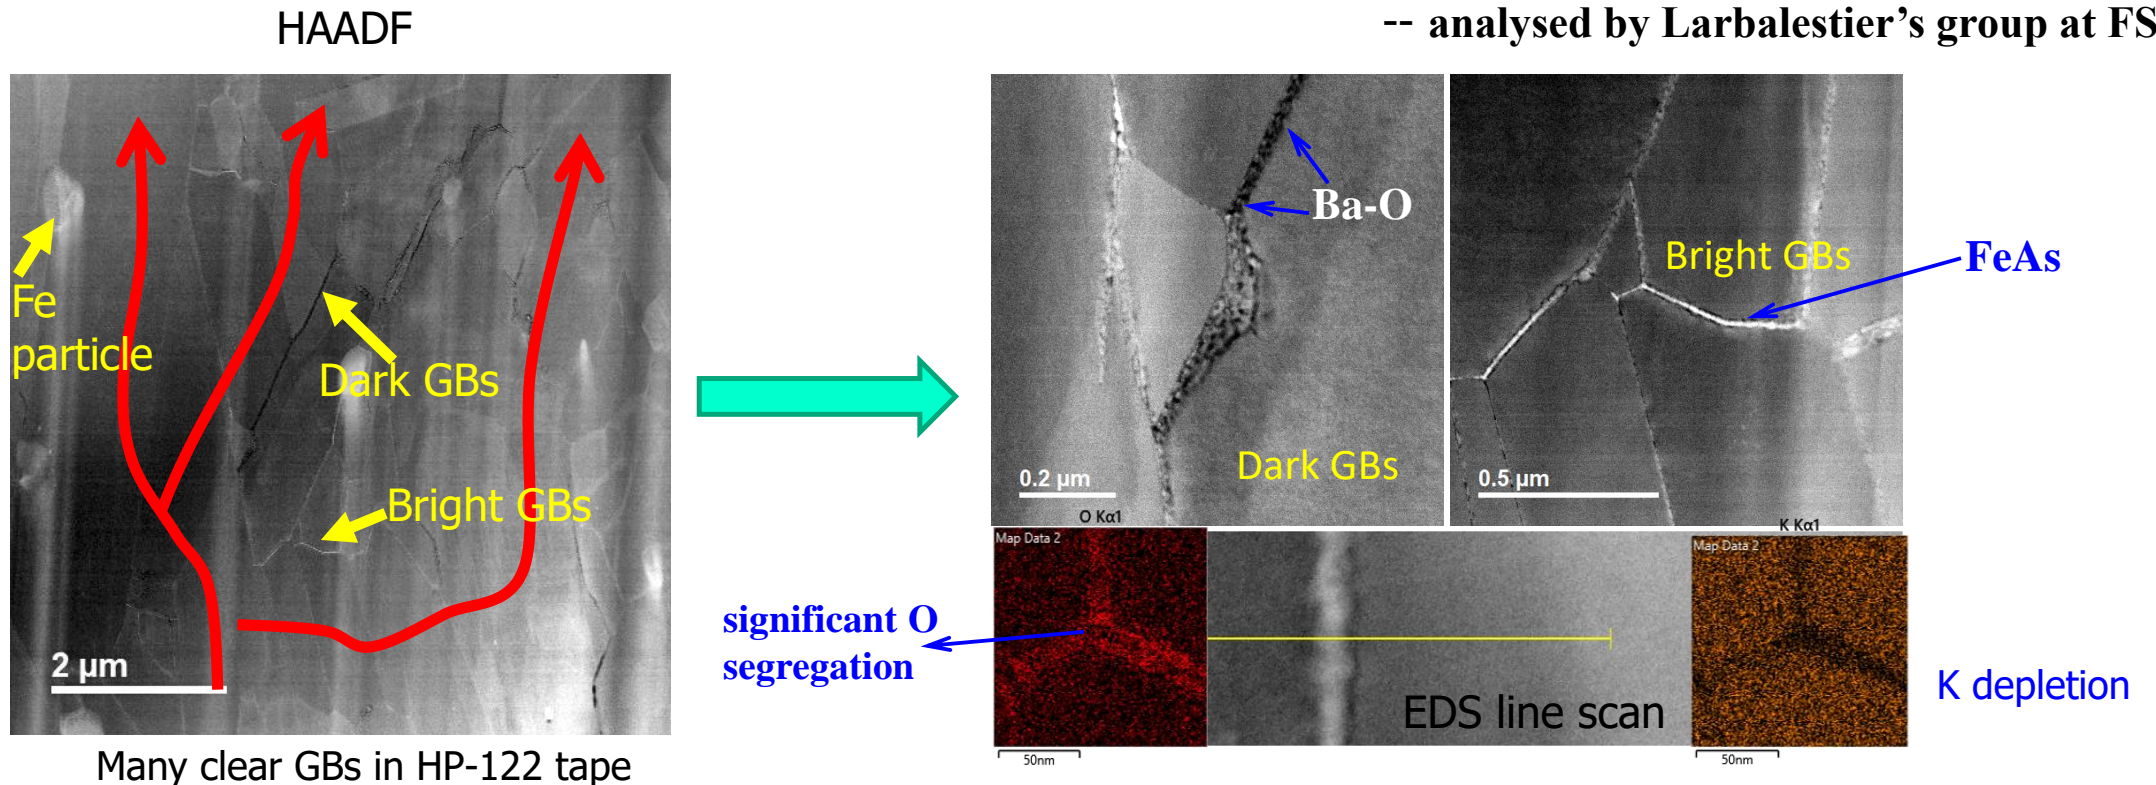 HAADF
-- analysed by Larbalestier's group at FS
Fe
particle
Dark GBs
Bright GBs
2 µm
Many clear GBs in HP-122 tape
Ba-O
Dark GBs
0.2 µm
Bright GBs
FeAs
0.5 µm
O Kα1
Map Data 2
significant O
segregation
50nm
EDS line scan
K Kα1
Map Data 2
50nm
K depletion